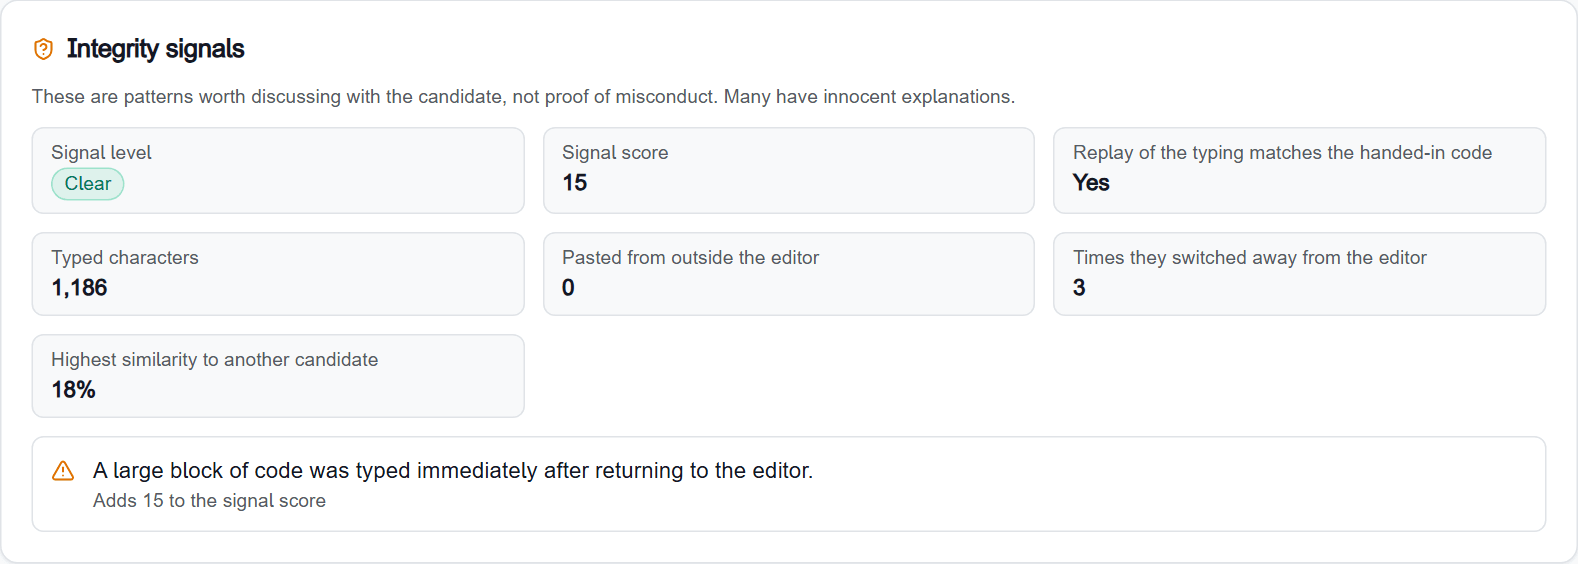 Integrity signals
These are patterns worth discussing with the candidate, not proof of misconduct. Many have innocent explanations.
Signal level
Clear
Signal score
15
Replay of the typing matches the handed-in code
Yes
Typed characters
1,186
Pasted from outside the editor
0
Times they switched away from the editor
3
Highest similarity to another candidate
18%
A large block of code was typed immediately after returning to the editor.
Adds 15 to the signal score